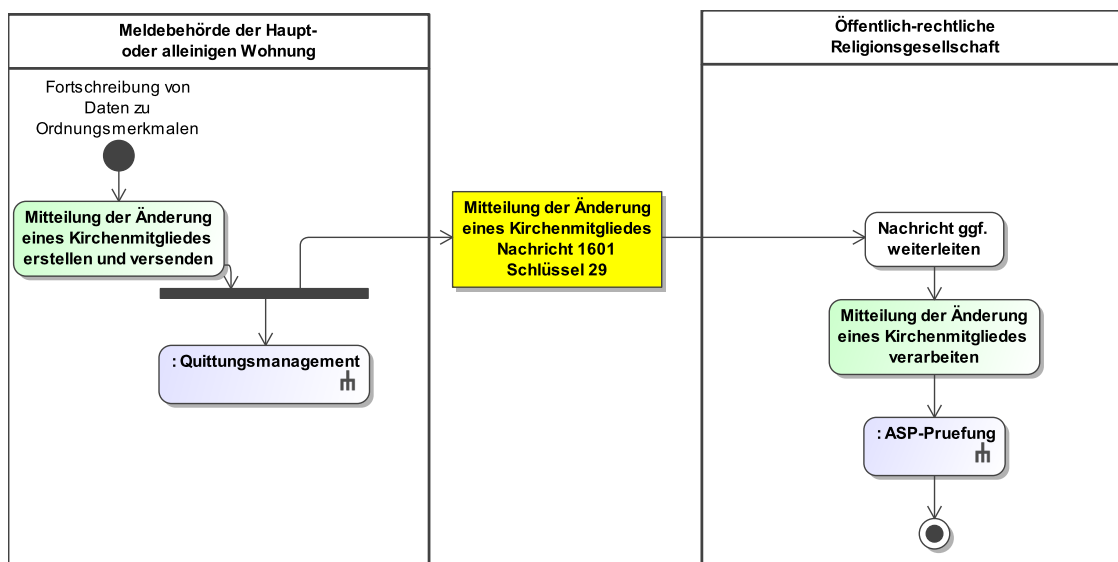 Meldebehörde der Haupt-
oder alleinigen Wohnung
Fortschreibung von
Daten zu
Ordnungsmerkmalen
Mitteilung der Änderung
eines Kirchenmitgliedes
erstellen und versenden
: Quittungsmanagement
Mitteilung der Änderung
eines Kirchenmitgliedes
Nachricht 1601
Schlüssel 29
Öffentlich-rechtliche
Religionsgesellschaft
Nachricht ggf.
weiterleiten
Mitteilung der Änderung
eines Kirchenmitgliedes
verarbeiten
: ASP-Pruefung